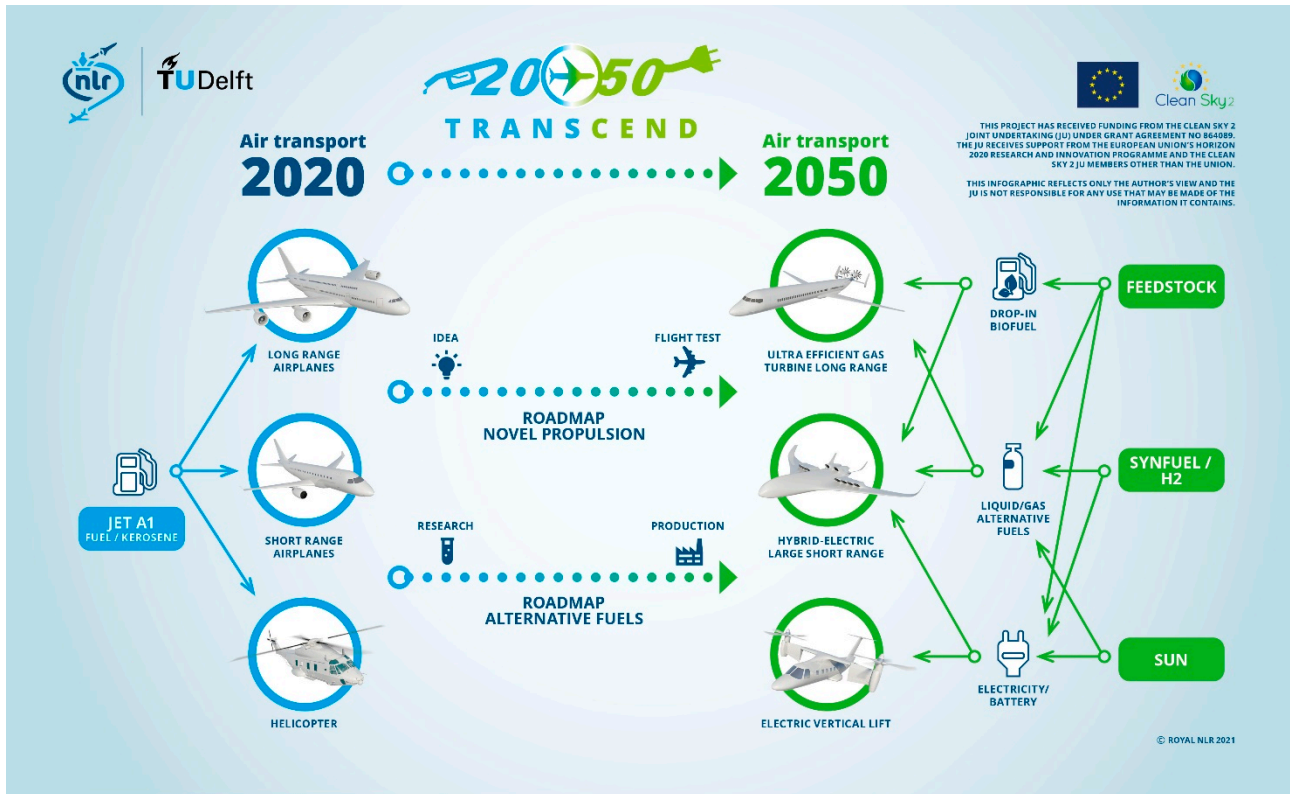 nlr
TUDelft
2050
TRANSCEND
Clean Sky2
THIS PROJECT HAS RECEIVED FUNDING FROM THE CLEAN SKY 2
JOINT UNDERTAKING (JU) UNDER GRANT AGREEMENT NO 864089.
THE JU RECEIVES SUPPORT FROM THE EUROPEAN UNION'S HORIZON
2020 RESEARCH AND INNOVATION PROGRAMME AND THE CLEAN
SKY 2 JU MEMBERS OTHER THAN THE UNION.
THIS INFOGRAPHIC REFLECTS ONLY THE AUTHOR'S VIEW AND THE
JU IS NOT RESPONSIBLE FOR ANY USE THAT MAY BE MADE OF THE
INFORMATION IT CONTAINS.
Air transport
2020
Air transport
2050
JET A1
FUEL / KEROSENE
LONG RANGE
AIRPLANES
SHORT RANGE
AIRPLANES
HELICOPTER
IDEA
FLIGHT TEST
ROADMAP
NOVEL PROPULSION
RESEARCH
PRODUCTION
ROADMAP
ALTERNATIVE FUELS
ULTRA EFFICIENT GAS
TURBINE LONG RANGE
HYBRID-ELECTRIC
LARGE SHORT RANGE
ELECTRIC VERTICAL LIFT
DROP-IN
BIOFUEL
LIQUID/GAS
ALTERNATIVE
FUELS
ELECTRICITY/
BATTERY
FEEDSTOCK
SYNFUEL /
H2
SUN
© ROYAL NLR 2021